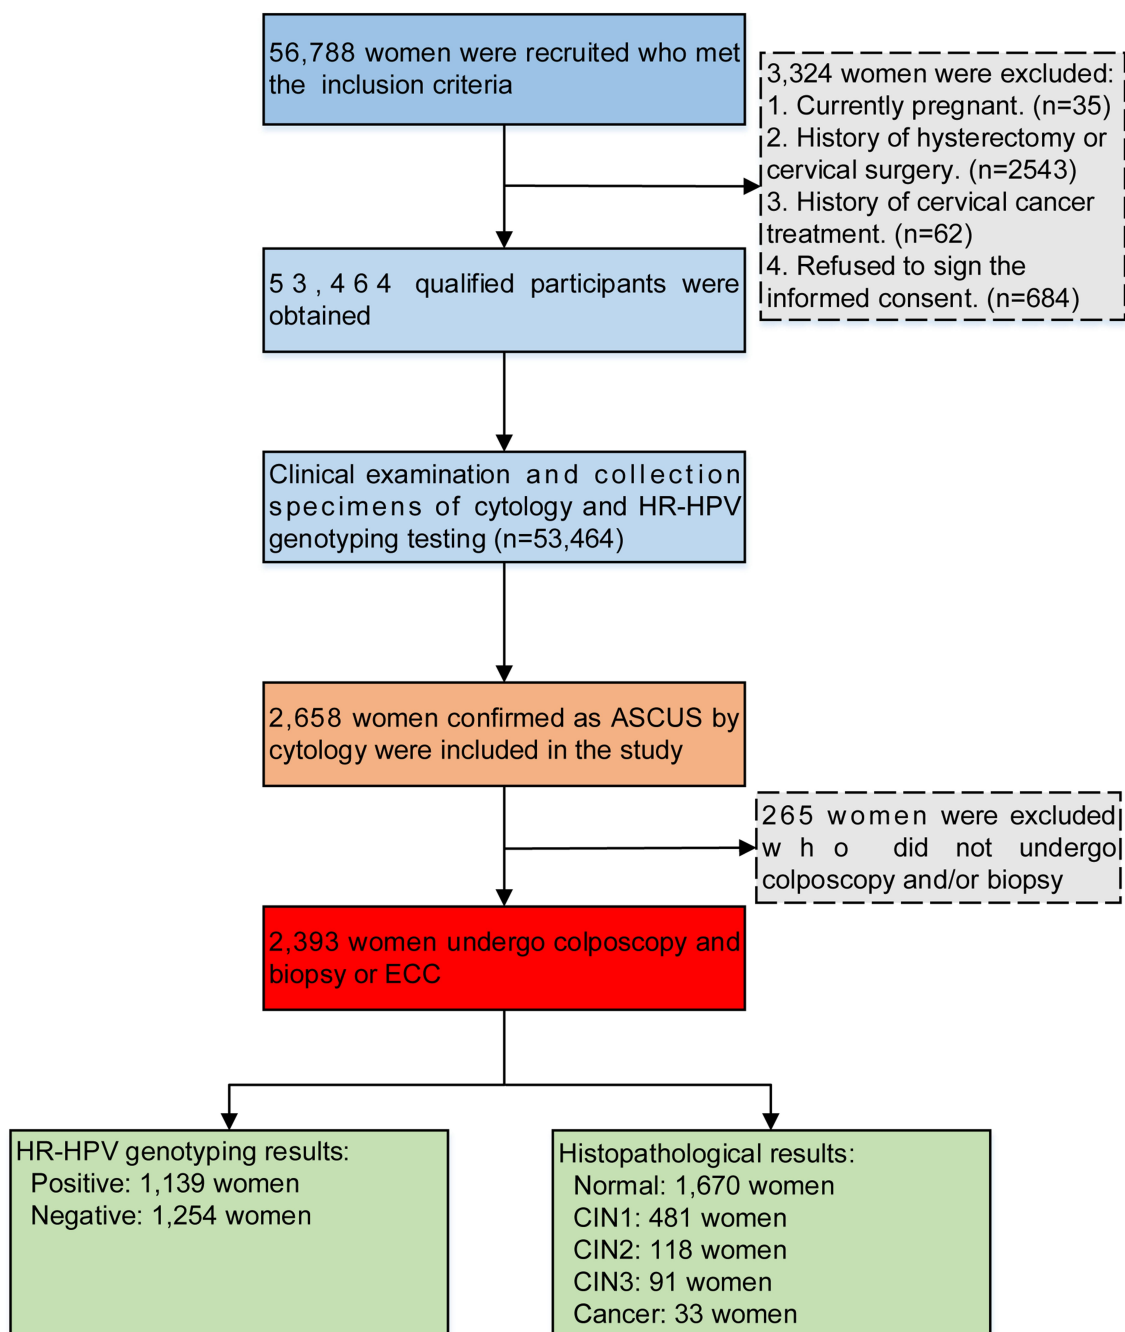 56,788 women were recruited who met
the inclusion criteria
3,324 women were excluded:
1. Currently pregnant. (n=35)
2. History of hysterectomy or
cervical surgery. (n=2543)
3. History of cervical cancer
treatment. (n=62)
4. Refused to sign the
informed consent. (n=684)
53,464 qualified participants were
obtained
Clinical examination and collection
specimens of cytology and HR-HPV
genotyping testing (n=53,464)
2,658 women confirmed as ASCUS by
cytology were included in the study
265 women were excluded
who did not undergo
colposcopy and/or biopsy
2,393 women undergo colposcopy and
biopsy or ECC
HR-HPV genotyping results:
Positive: 1,139 women
Negative: 1,254 women
Histopathological results:
Normal: 1,670 women
CIN1: 481 women
CIN2: 118 women
CIN3: 91 women
Cancer: 33 women